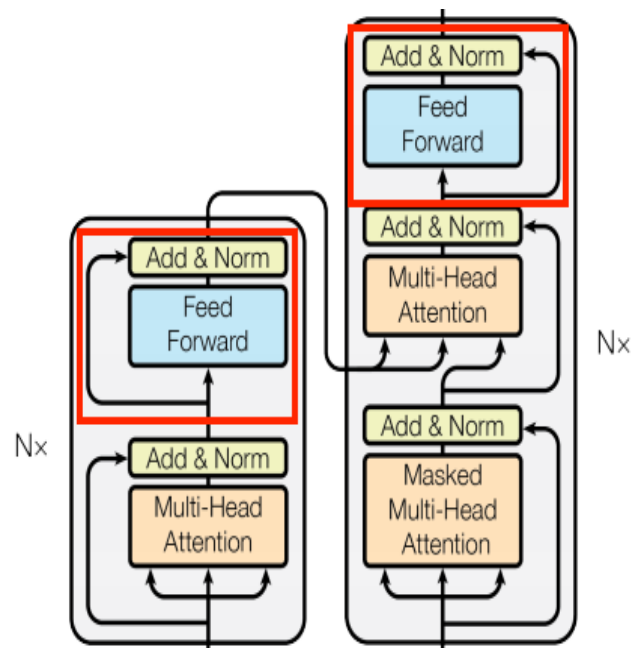 Add & Norm
Feed
Forward
Add & Norm
Multi-Head
Attention
Nx
Add & Norm
Feed
Forward
Add & Norm
Multi-Head
Attention
Add & Norm
Masked
Multi-Head
Attention
Nx